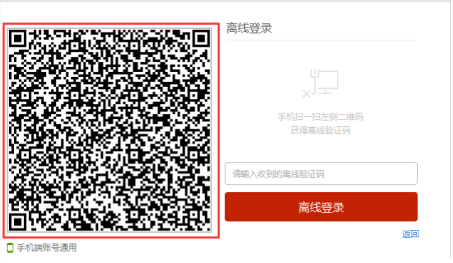 离线登录
手机扫一扫左侧二维码
获得离线验证码
请输入收到的离线验证码
离线登录
返回
手机端账号通用